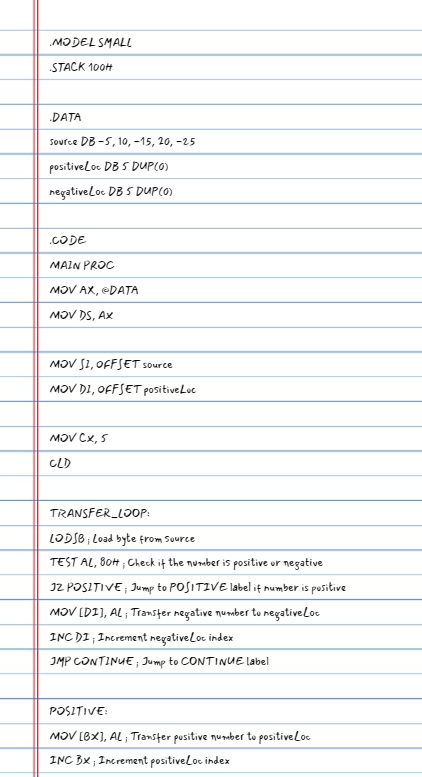 .MODEL SMALL
.STACK 100H
.DATA
source DB -5, 10, -15, 20, -25
positiveLoc DB 5 DUP(0)
negativeLoc DB 5 DUP(0)
.CODE
MAIN PROC
MOV AX, @DATA
MOV DS, AX
MOV SI, OFFSET source
MOV DI, OFFSET positiveLoc
MOV CX, 5
CLD
TRANSFER_LOOP:
LODSB ; Load byte from source
TEST AL, 80H ; Check if the number is positive or negative
JZ POSITIVE ; Jump to POSITIVE label if number is positive
MOV [DI], AL ; Transfer negative number to negativeLoc
INC DI ; Increment negativeLoc index
JMP CONTINUE ; Jump to CONTINUE label
POSITIVE:
MOV [BX], AL ; Transfer positive number to positiveLoc
INC BX ; Increment positiveLoc index